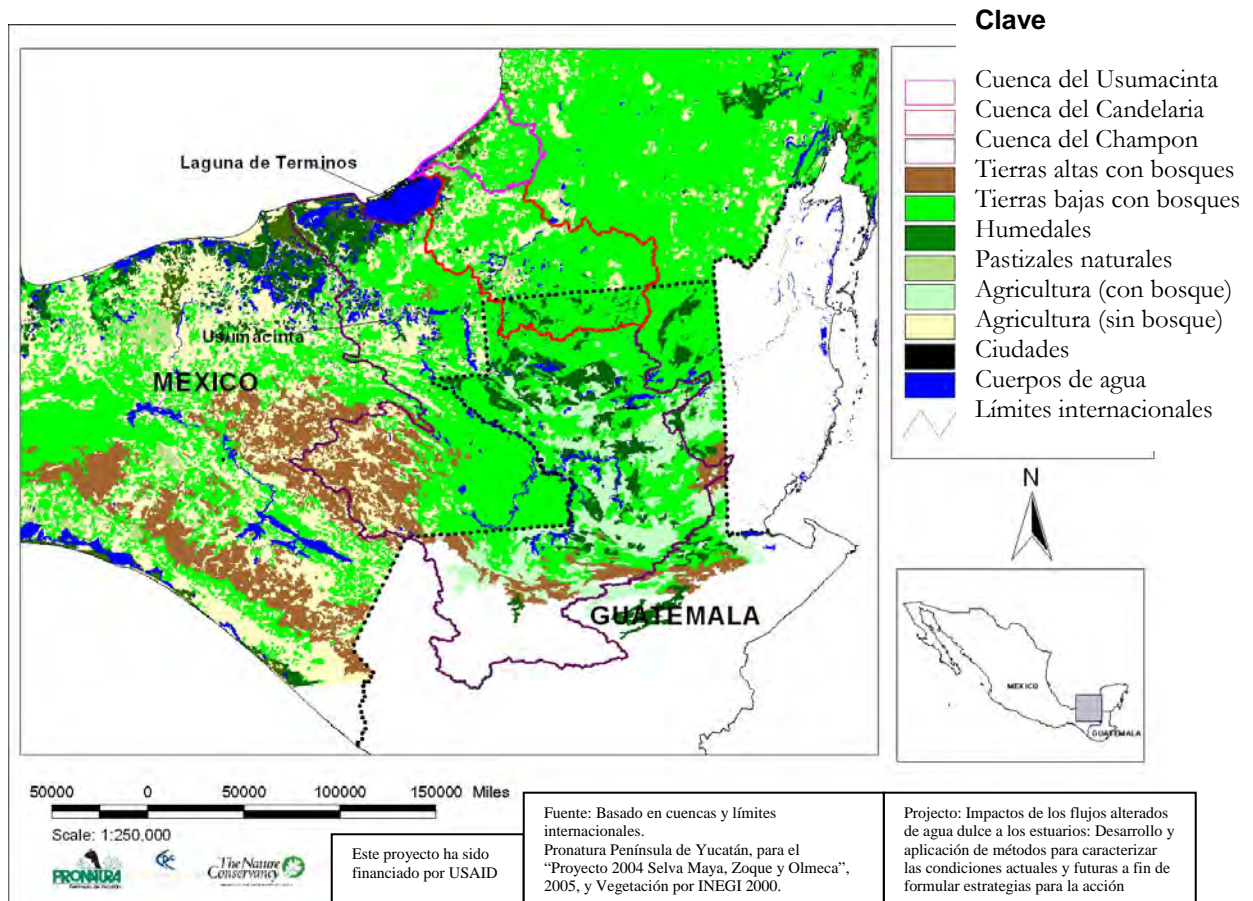 Clave
Cuenca del Usumacinta
Cuenca del Candelaria
Cuenca del Champon
Tierras altas con bosques
Tierras bajas con bosques
Humedales
Pastizales naturales
Agricultura (con bosque)
Agricultura (sin bosque)
Ciudades
Cuerpos de agua
Límites internacionales
Laguna de Terminos
Usumacinta
MEXICO
GUATEMALA
N
MEXICO
GUATEMALA
50000 0 50000 100000 150000 Miles
Scale: 1:250,000
PRONATURA
The Nature
Conservancy
Este proyecto ha sido
financiado por USAID
Fuente: Basado en cuencas y límites
internacionales.
Pronatura Península de Yucatán, para el
“Proyecto 2004 Selva Maya, Zoque y Olmeca”,
2005, y Vegetación por INEGI 2000.
Projecto: Impactos de los flujos alterados
de agua dulce a los estuarios: Desarrollo y
aplicación de métodos para caracterizar
las condiciones actuales y futuras a fin de
formular estrategias para la acción